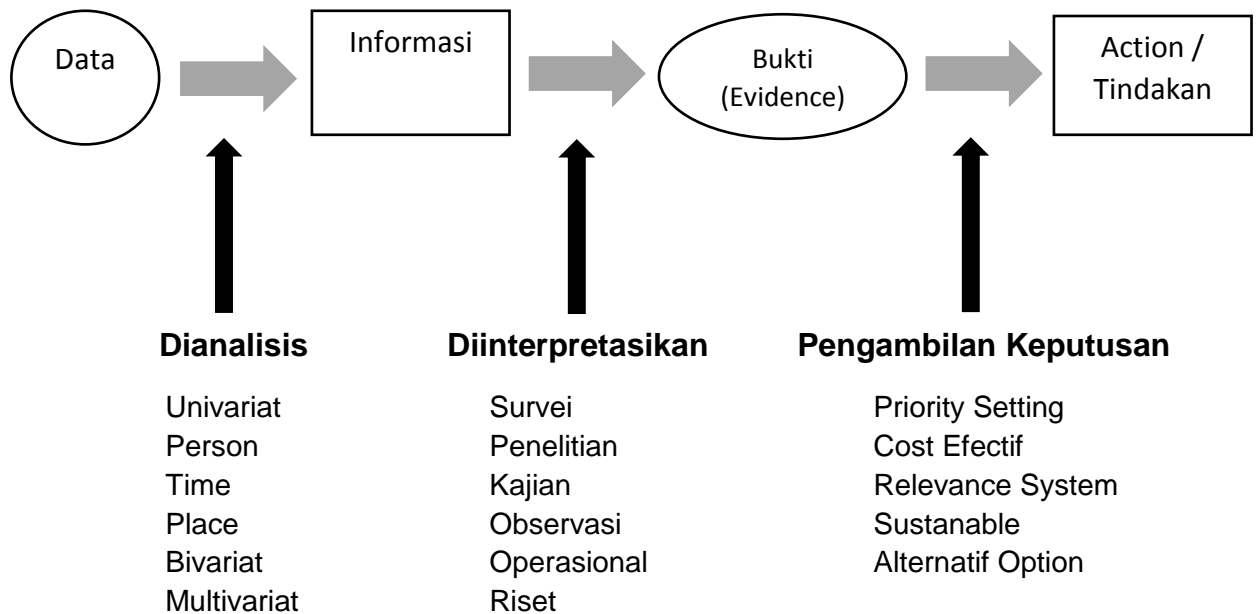 Data
Informasi
Bukti
(Evidence)
Action /
Tindakan
Dianalisis
Univariat
Person
Time
Place
Bivariat
Multivariat
Diinterpretasikan
Survei
Penelitian
Kajian
Observasi
Operasional
Riset
Pengambilan Keputusan
Priority Setting
Cost Efectif
Relevance System
Sustanable
Alternatif Option